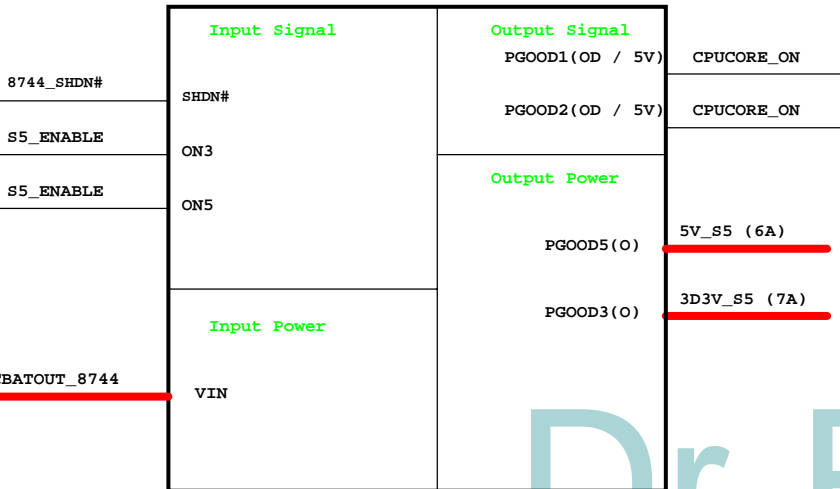 Input Signal
Output Signal
PGOOD1(OD / 5V)
CPUCORE_ON
8744_SHDN#
SHDN#
PGOOD2(OD / 5V)
CPUCORE_ON
S5_ENABLE
ON3
Output Power
S5_ENABLE
ON5
5V_S5 (6A)
PGOOD5(O)
3D3V_S5 (7A)
PGOOD3(O)
Input Power
BATOUT_8744
VIN
Dr